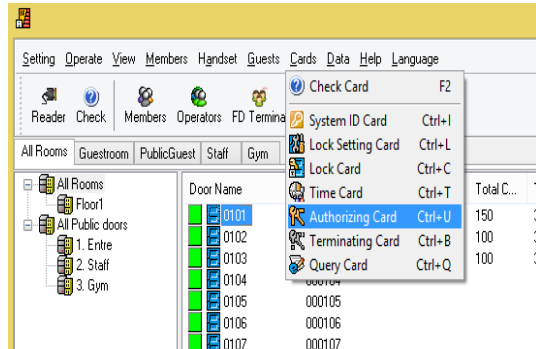 Setting Operate View Members Handset Guests Cards Data Help Language
Reader Check Members Operators FD Termina
Check Card F2
System ID Card Ctrl+I
Lock Setting Card Ctrl+L
Lock Card Ctrl+C
Time Card Ctrl+T
Authorizing Card Ctrl+U
Terminating Card Ctrl+B
Query Card Ctrl+Q
All Rooms Guestroom PublicGuest Staff Gym
All Rooms
Floor1
All Public doors
1. Entre
2. Staff
3. Gym
Door Name Total C...
0101 150
0102 100
0103 100
0104
0105 000105
0106 000106
0107 000107